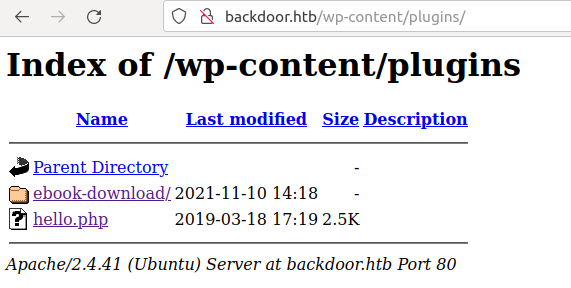 backdoor.htb/wp-content/plugins/
Index of /wp-content/plugins
Name Last modified Size Description
Parent Directory -
ebook-download/ 2021-11-10 14:18 -
hello.php 2019-03-18 17:19 2.5K
Apache/2.4.41 (Ubuntu) Server at backdoor.htb Port 80